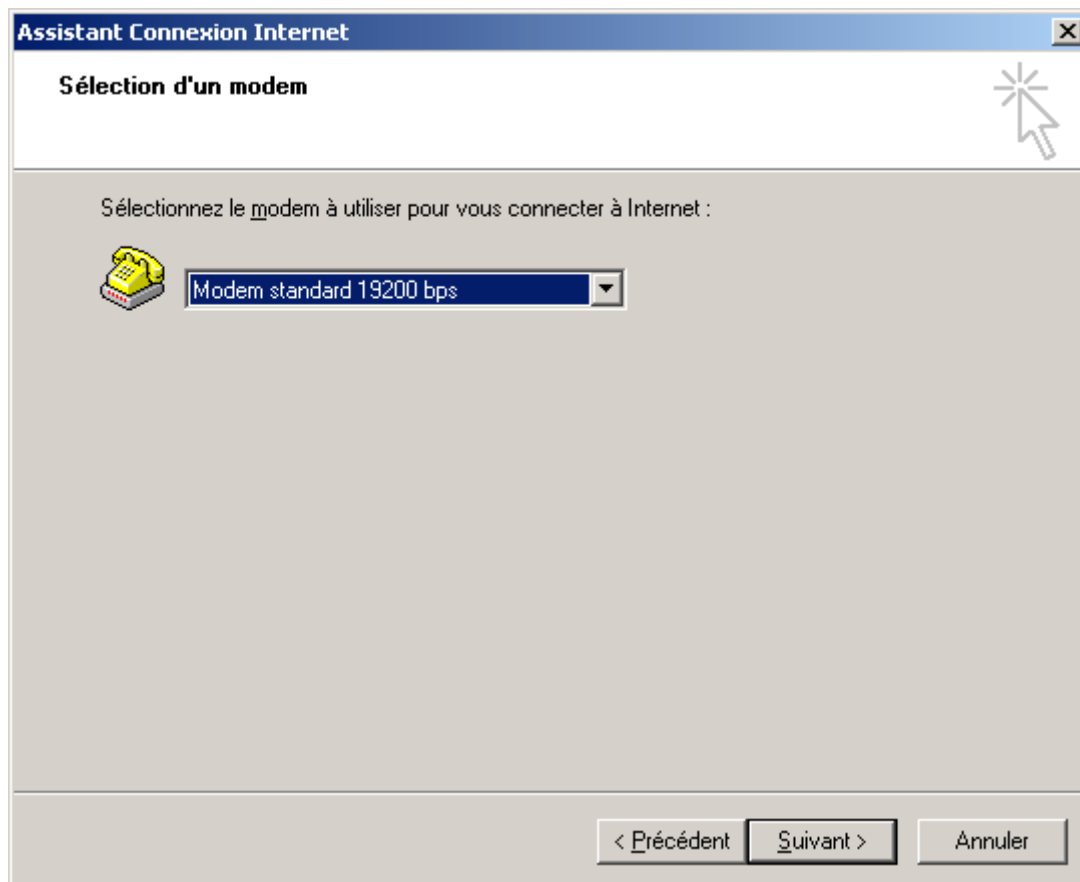 Assistant Connexion Internet
Sélection d'un modem
Sélectionnez le modem à utiliser pour vous connecter à Internet :
Modem standard 19200 bps
< Précédent
Suivant >
Annuler